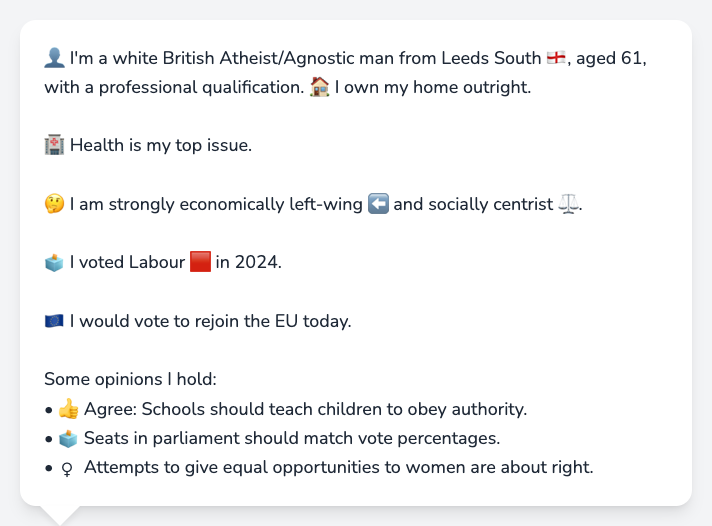 👤 I'm a white British Atheist/Agnostic man from Leeds South 🏴󠁧󠁢󠁥󠁮󠁧󠁿, aged 61,
with a professional qualification. 🏠 I own my home outright.
🏥 Health is my top issue.
🤔 I am strongly economically left-wing ⬅️ and socially centrist ⚖️.
🗳️ I voted Labour 🟥 in 2024.
🇪🇺 I would vote to rejoin the EU today.
Some opinions I hold:
• 👍 Agree: Schools should teach children to obey authority.
• 🗳️ Seats in parliament should match vote percentages.
• ♀ Attempts to give equal opportunities to women are about right.